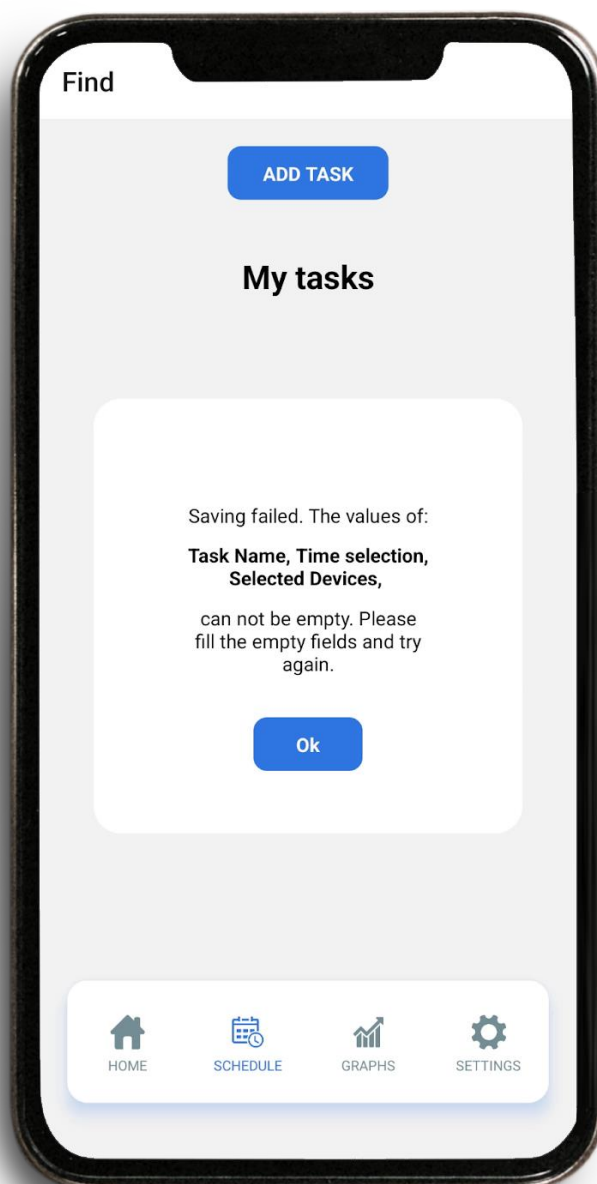 Find
ADD TASK
My tasks
Saving failed. The values of:
Task Name, Time selection,
Selected Devices,
can not be empty. Please
fill the empty fields and try
again.
Ok
HOME
SCHEDULE
GRAPHS
SETTINGS